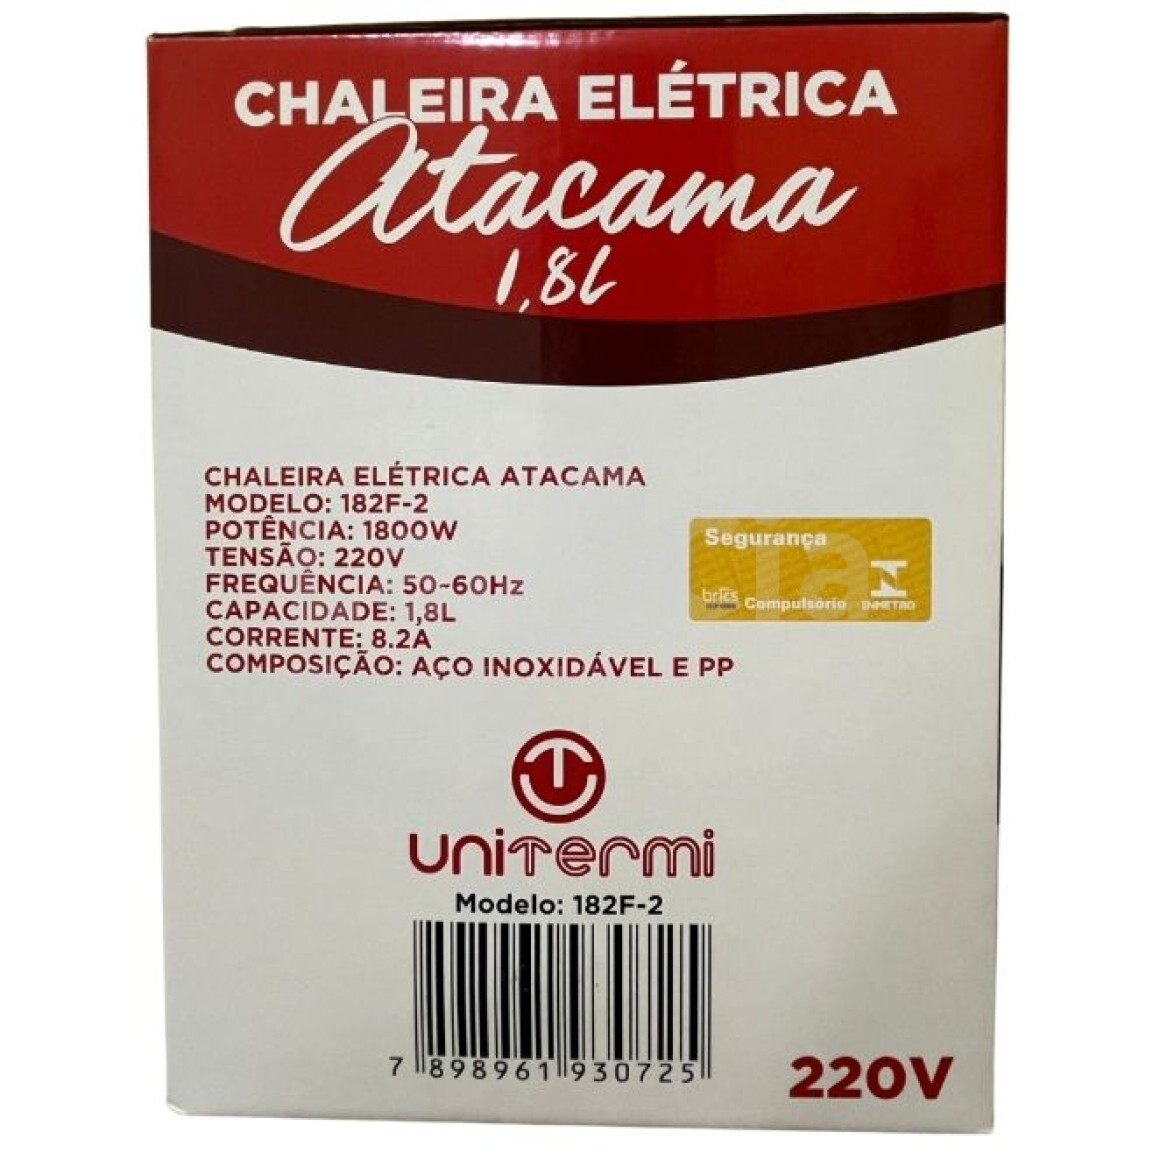 CHALEIRA ELÉTRICA
Atacama
1,8L
CHALEIRA ELÉTRICA ATACAMA
MODELO: 182F-2
POTÊNCIA: 1800W
TENSÃO: 220V
FREQUÊNCIA: 50~60Hz
CAPACIDADE: 1,8L
CORRENTE: 8.2A
COMPOSIÇÃO: AÇO INOXIDÁVEL E PP
Segurança
brics
Compulsório
INMETRO
UNITERMI
Modelo: 182F-2
7 898961 930725
220V